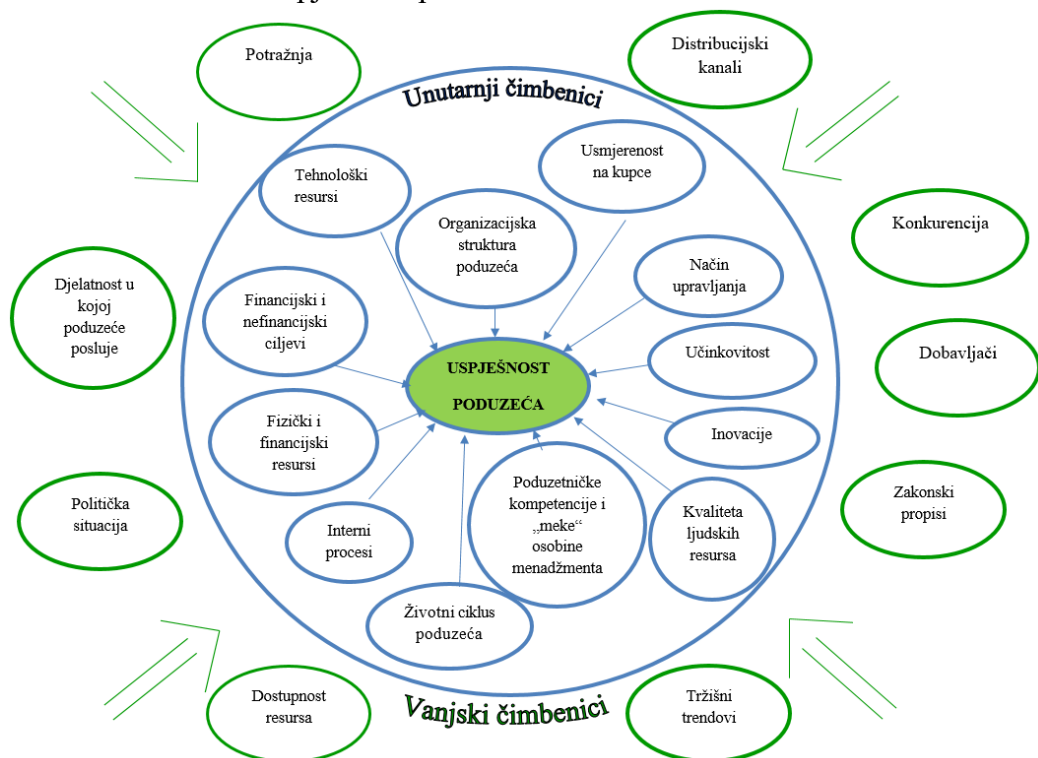 Potražnja
Distribucijski
kanali
Unutarnji čimbenici
Tehnološki
resursi
Usmjerenost
na kupce
Organizacijska
struktura
poduzeća
Konkurencija
Način
upravljanja
Djelatnost u
kojoj
poduzeće
posluje
Financijski i
nefinancijski
ciljevi
USPJEŠNOST
PODUZEĆA
Učinkovitost
Dobavljači
Fizički i
financijski
resursi
Inovacije
Politička
situacija
Interni
procesi
Poduzetničke
kompetencije i
„meke“
osobine
menadžmenta
Kvaliteta
ljudskih
resursa
Zakonski
propisi
Životni ciklus
poduzeća
Dostupnost
resursa
Vanjski čimbenici
Tržišni
trendovi